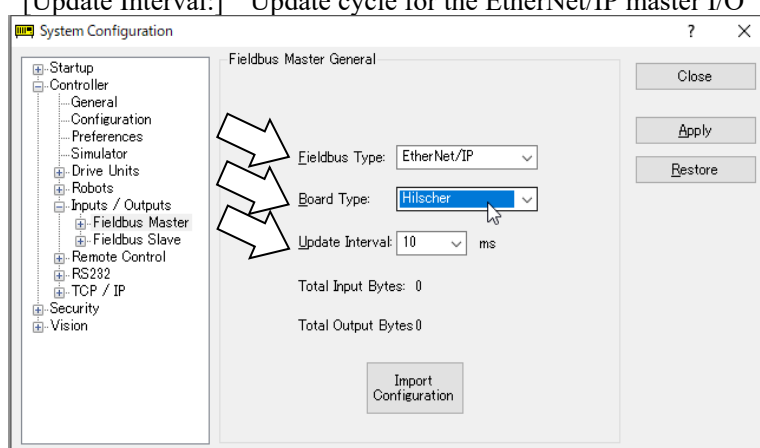 [Update Interval:] Update cycle for the EtherNet/IP master I/O
System Configuration
? ×
Startup
Controller
General
Configuration
Preferences
Simulator
Drive Units
Robots
Inputs / Outputs
Fieldbus Master
Fieldbus Slave
Remote Control
RS232
TCP / IP
Security
Vision
Fieldbus Master General
Fieldbus Type: EtherNet/IP
Board Type: Hilscher
Update Interval: 10 ms
Total Input Bytes: 0
Total Output Bytes 0
Import
Configuration
Close
Apply
Restore